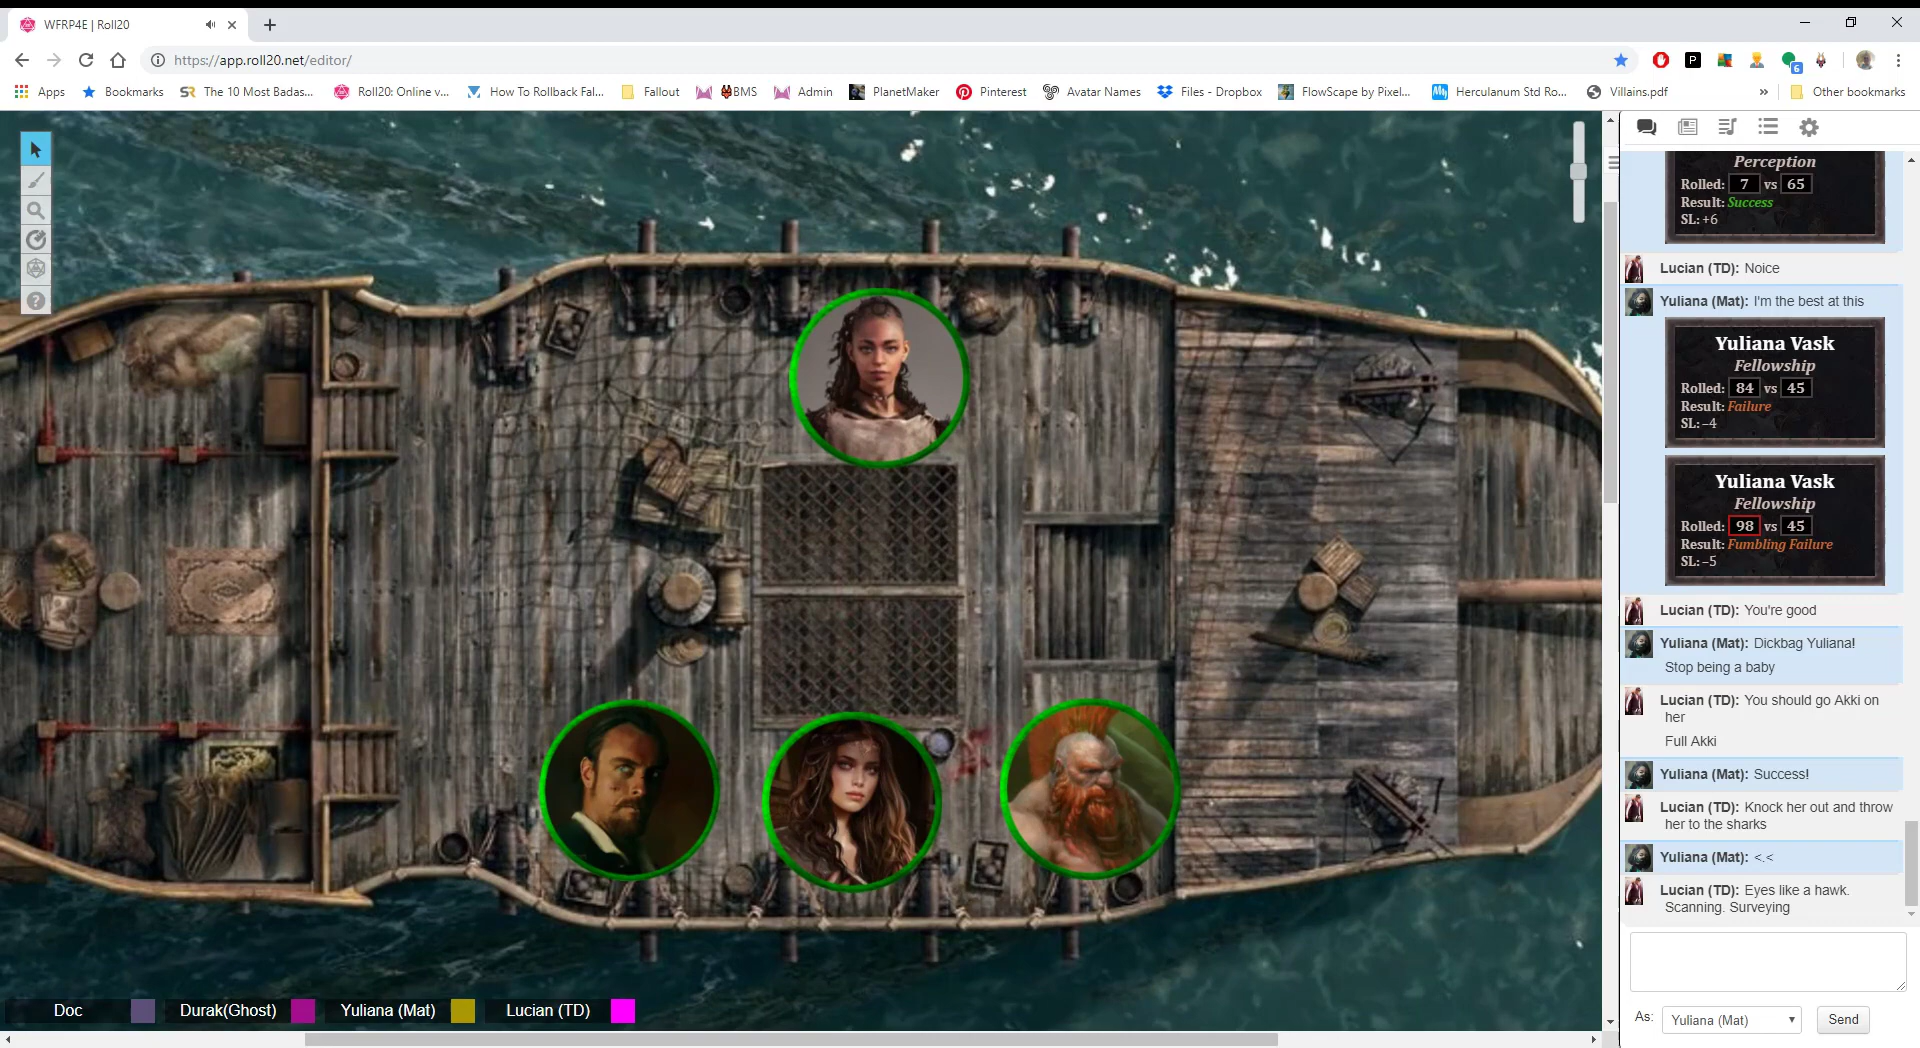 WFRP4E | Roll20
https://app.roll20.net/editor/
P
6
Apps
Bookmarks
SR
The 10 Most Badas...
Roll20: Online v...
How To Rollback Fal...
Fallout
BMS
Admin
PlanetMaker
Pinterest
Avatar Names
Files - Dropbox
FlowScape by Pixel...
Herculanum Std Ro...
Villains.pdf
»
Other bookmarks
Perception
Rolled: 7 vs 65
Result: Success
SL: +6
Lucian (TD): Noice
Yuliana (Mat): I'm the best at this
Yuliana Vask
Fellowship
Rolled: 84 vs 45
Result: Failure
SL: –4
Yuliana Vask
Fellowship
Rolled: 98 vs 45
Result: Fumbling Failure
SL: –5
Lucian (TD): You're good
Yuliana (Mat): Dickbag Yuliana!
Stop being a baby
Lucian (TD): You should go Akki on
her
Full Akki
Yuliana (Mat): Success!
Lucian (TD): Knock her out and throw
her to the sharks
Yuliana (Mat): <.<
Lucian (TD): Eyes like a hawk.
Scanning. Surveying
As: Yuliana (Mat) Send
Doc
Durak(Ghost)
Yuliana (Mat)
Lucian (TD)